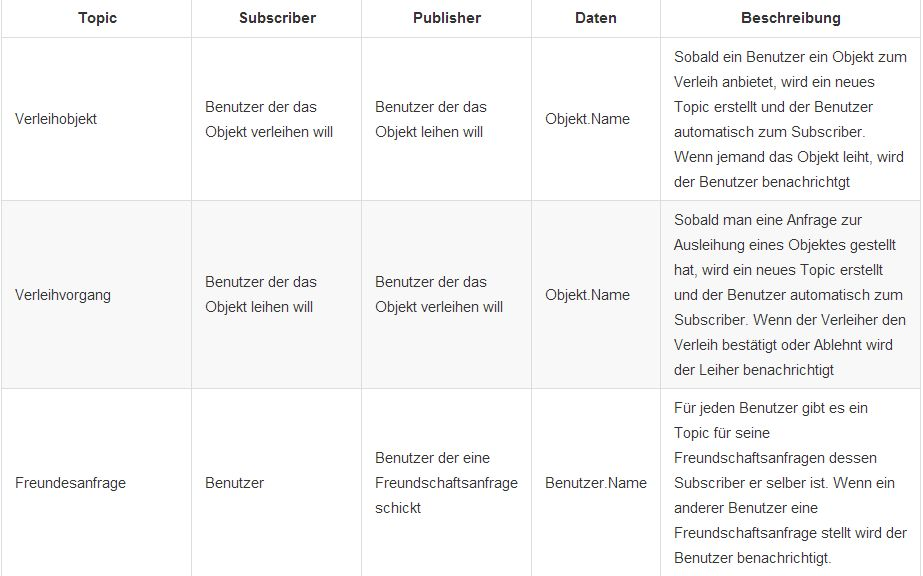 Topic Subscriber Publisher Daten Beschreibung
Verleihobjekt
Benutzer der das
Objekt verleihen will
Benutzer der das
Objekt leihen will
Objekt.Name
Sobald ein Benutzer ein Objekt zum
Verleih anbietet, wird ein neues
Topic erstellt und der Benutzer
automatisch zum Subscriber.
Wenn jemand das Objekt leiht, wird
der Benutzer benachrichtgt
Verleihvorgang
Benutzer der das
Objekt leihen will
Benutzer der das
Objekt verleihen will
Objekt.Name
Sobald man eine Anfrage zur
Ausleihung eines Objektes gestellt
hat, wird ein neues Topic erstellt
und der Benutzer automatisch zum
Subscriber. Wenn der Verleiher den
Verleih bestätigt oder Ablehnt wird
der Leiher benachrichtigt
Freundesanfrage
Benutzer
Benutzer der eine
Freundschaftsanfrage
schickt
Benutzer.Name
Für jeden Benutzer gibt es ein
Topic für seine
Freundschaftsanfragen dessen
Subscriber er selber ist. Wenn ein
anderer Benutzer eine
Freundschaftsanfrage stellt wird der
Benutzer benachrichtigt.